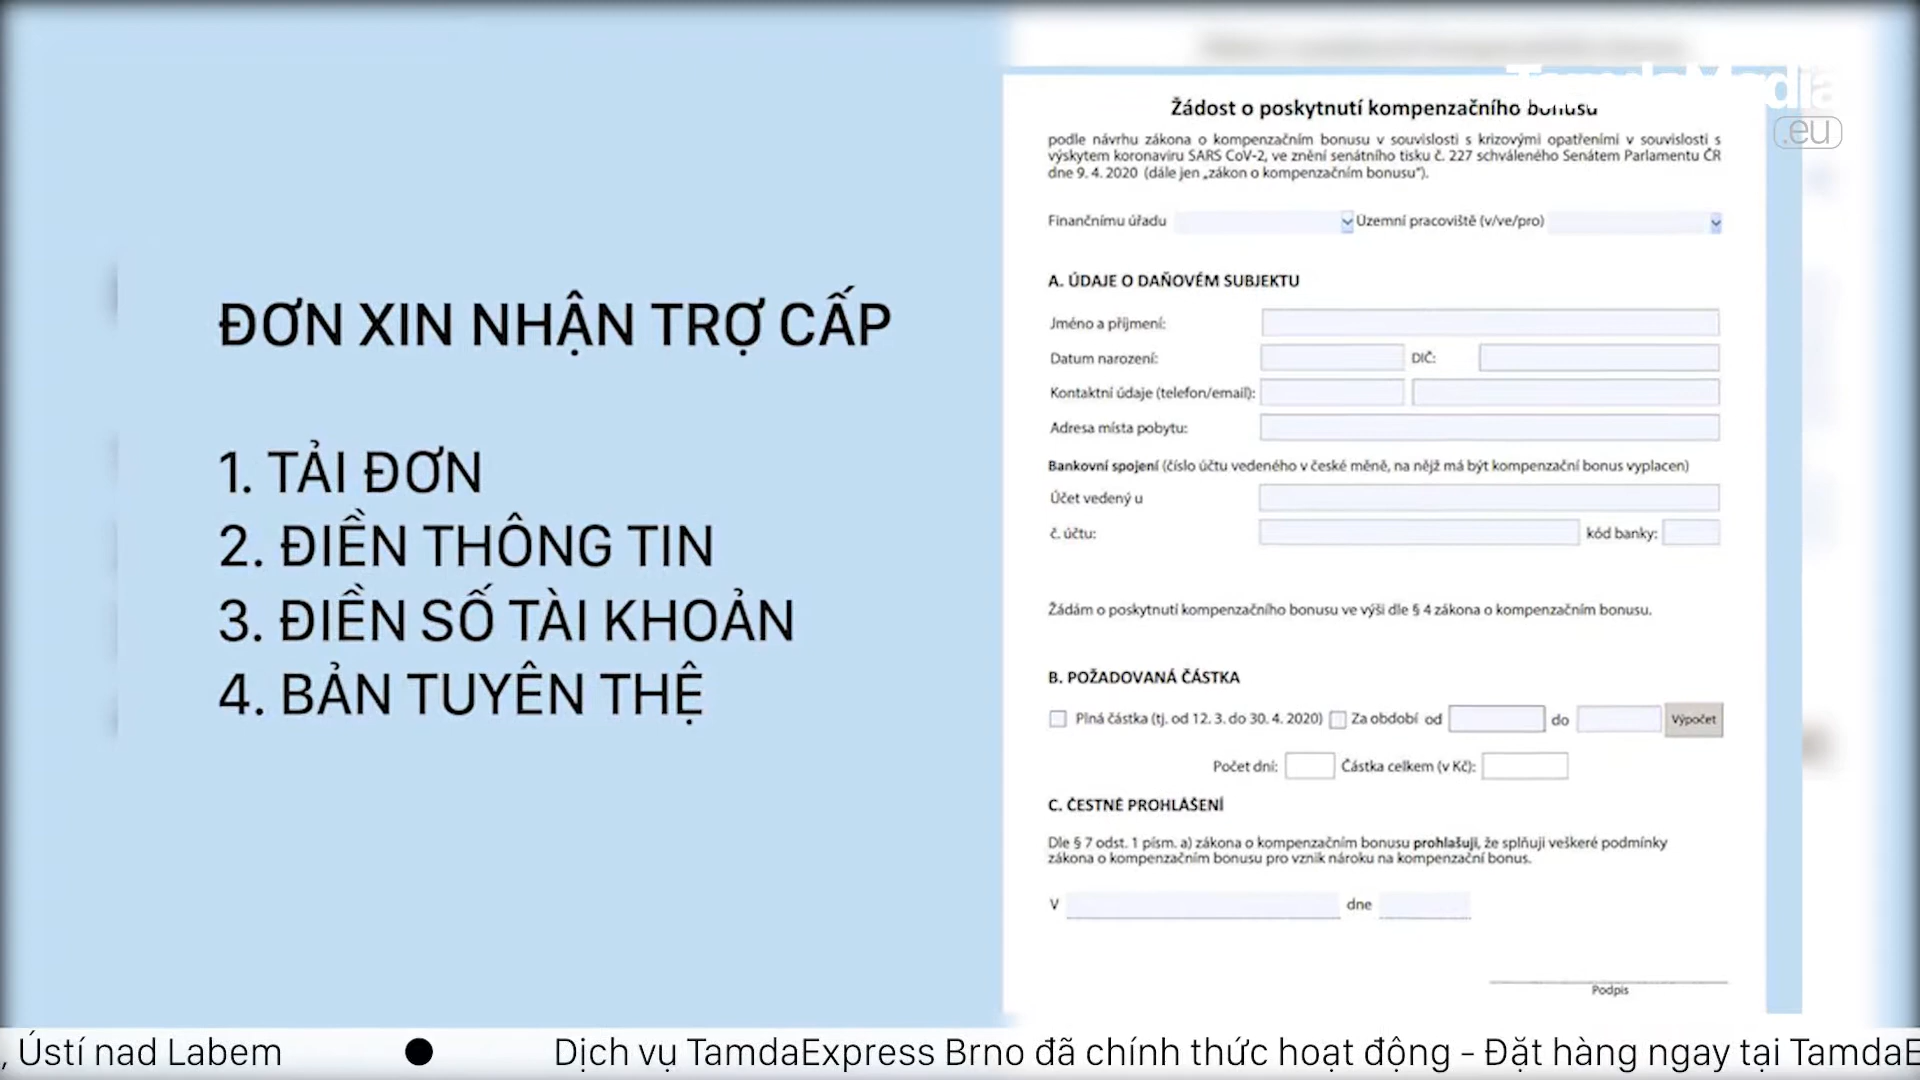 ĐƠN XIN NHẬN TRỢ CẤP
1. TẢI ĐƠN
2. ĐIỀN THÔNG TIN
3. ĐIỀN SỐ TÀI KHOẢN
4. BẢN TUYÊN THỆ
TamdaMedia
.eu
Žádost o poskytnutí kompenzačního bonusu
podle návrhu zákona o kompenzačním bonusu v souvislosti s krizovými opatřeními v souvislosti s
výskytem koronaviru SARS CoV-2, ve znění senátního tisku č. 227 schváleného Senátem Parlamentu ČR
dne 9. 4. 2020 (dále jen „zákon o kompenzačním bonusu").
Finančnímu úřadu Územní pracoviště (v/ve/pro)
A. ÚDAJE O DAŇOVÉM SUBJEKTU
Jméno a příjmení:
Datum narození: DIČ:
Kontaktní údaje (telefon/email):
Adresa místa pobytu:
Bankovní spojení (číslo účtu vedeného v české měně, na nějž má být kompenzační bonus vyplacen)
Účet vedený u
č. účtu: kód banky:
Žádám o poskytnutí kompenzačního bonusu ve výši dle § 4 zákona o kompenzačním bonusu.
B. POŽADOVANÁ ČÁSTKA
Plná částka (tj. od 12. 3. do 30. 4. 2020) Za období od do Výpočet
Počet dní: Částka celkem (v Kč):
C. ČESTNÉ PROHLÁŠENÍ
Dle § 7 odst. 1 písm. a) zákona o kompenzačním bonusu prohlašuji, že splňuji veškeré podmínky
zákona o kompenzačním bonusu pro vznik nároku na kompenzační bonus.
V dne
Podpis
, Ústí nad Labem ● Dịch vụ TamdaExpress Brno đã chính thức hoạt động - Đặt hàng ngay tại TamdaE